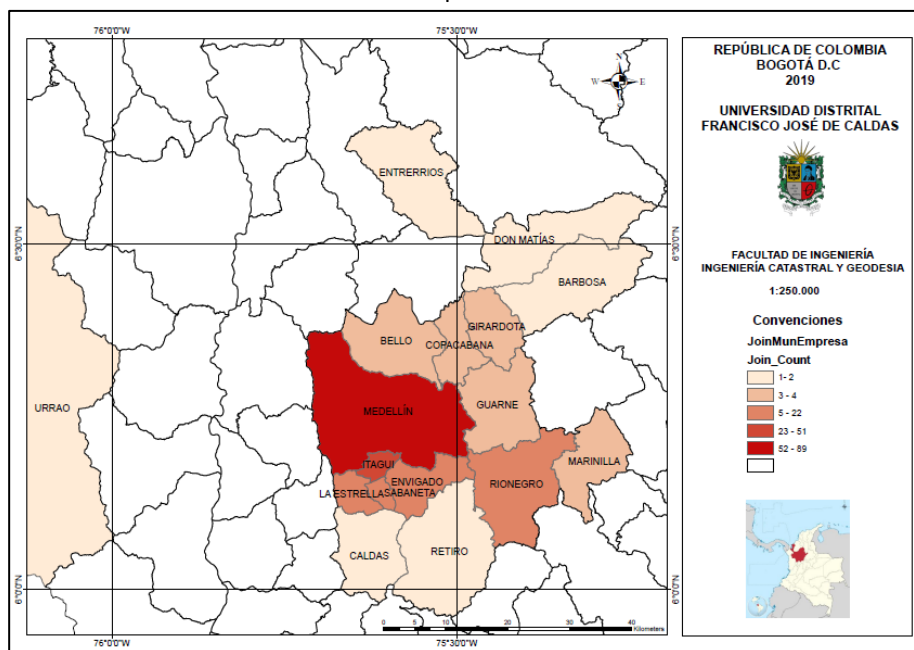 76°0'0"W
75°30'0"W
N
W
E
S
ENTRERRIOS
6°30'0"N
6°30'0"N
DON MATÍAS
BARBOSA
GIRARDOTA
BELLO
COPACABANA
URRAO
MEDELLÍN
GUARNE
ITAGUI
MARINILLA
ENVIGADO
RIONEGRO
LA ESTRELLA
SABANETA
CALDAS
RETIRO
6°0'0"N
6°0'0"N
0 5 10 20 30 40
Kilometers
76°0'0"W
75°30'0"W
REPÚBLICA DE COLOMBIA
BOGOTÁ D.C
2019
UNIVERSIDAD DISTRITAL
FRANCISCO JOSÉ DE CALDAS
FACULTAD DE INGENIERÍA
INGENIERÍA CATASTRAL Y GEODESIA
1:250.000
Convenciones
JoinMunEmpresa
Join_Count
1 - 2
3 - 4
5 - 22
23 - 51
52 - 89